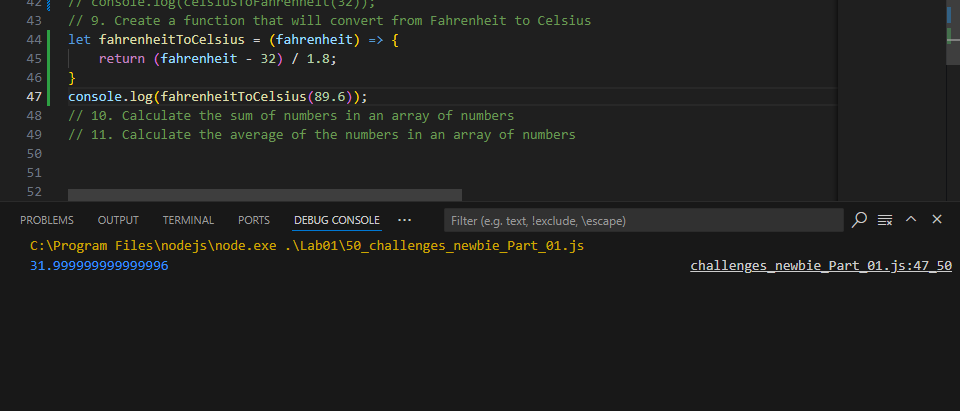 42 // console.log(celsiusToFahrenheit(32));
43 // 9. Create a function that will convert from Fahrenheit to Celsius
44 let fahrenheitToCelsius = (fahrenheit) => {
45     return (fahrenheit - 32) / 1.8;
46 }
47 console.log(fahrenheitToCelsius(89.6));
48 // 10. Calculate the sum of numbers in an array of numbers
49 // 11. Calculate the average of the numbers in an array of numbers
50
51
52
PROBLEMS OUTPUT TERMINAL PORTS DEBUG CONSOLE ··· Filter (e.g. text, !exclude, \escape)
C:\Program Files\nodejs\node.exe .\Lab01\50_challenges_newbie_Part_01.js
31.999999999999996 challenges_newbie_Part_01.js:47_50